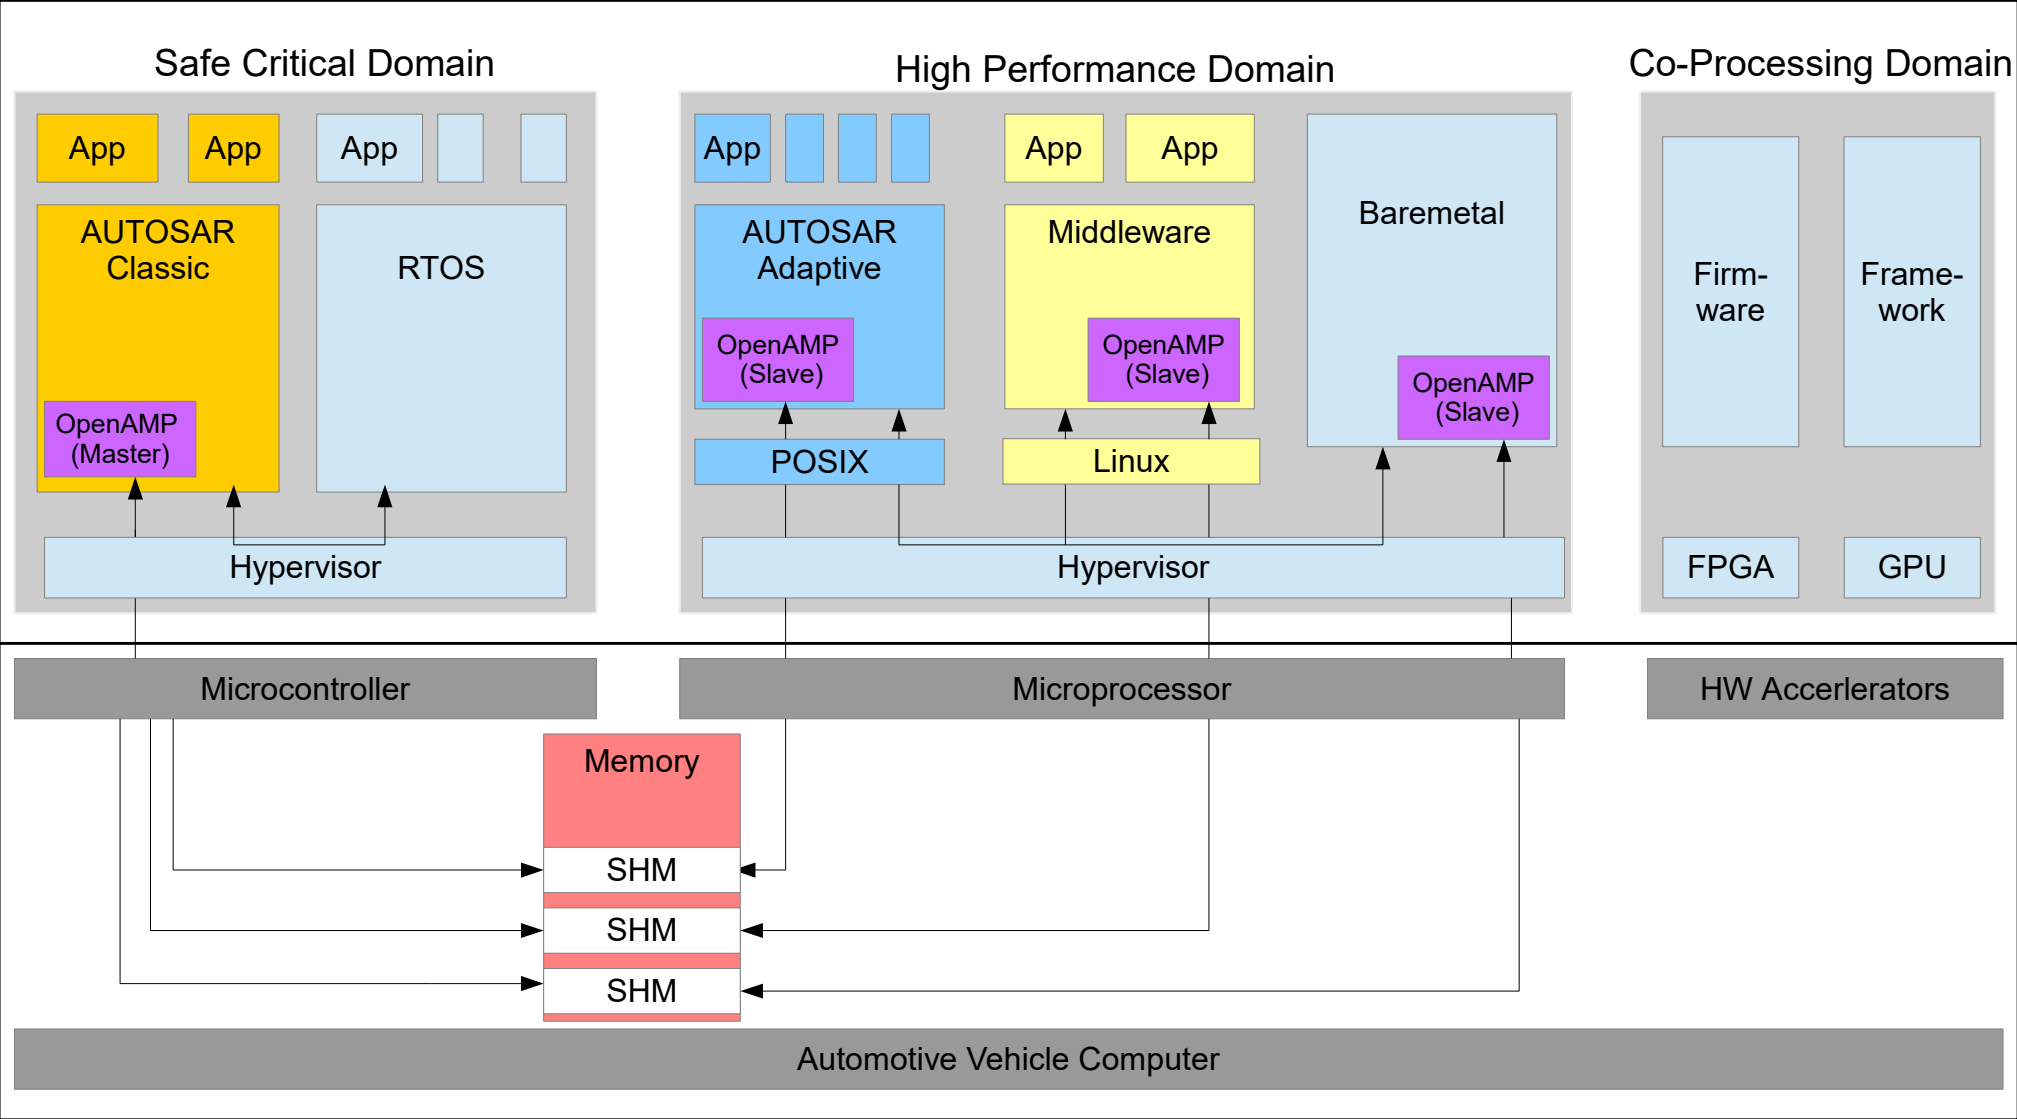 Safe Critical Domain
High Performance Domain
Co-Processing Domain
App
App
App
App
App
App
AUTOSAR
Classic
RTOS
AUTOSAR
Adaptive
Middleware
Baremetal
Firm-
ware
Frame-
work
OpenAMP
(Master)
OpenAMP
(Slave)
OpenAMP
(Slave)
OpenAMP
(Slave)
POSIX
Linux
Hypervisor
Hypervisor
FPGA
GPU
Microcontroller
Microprocessor
HW Accerlerators
Memory
SHM
SHM
SHM
Automotive Vehicle Computer